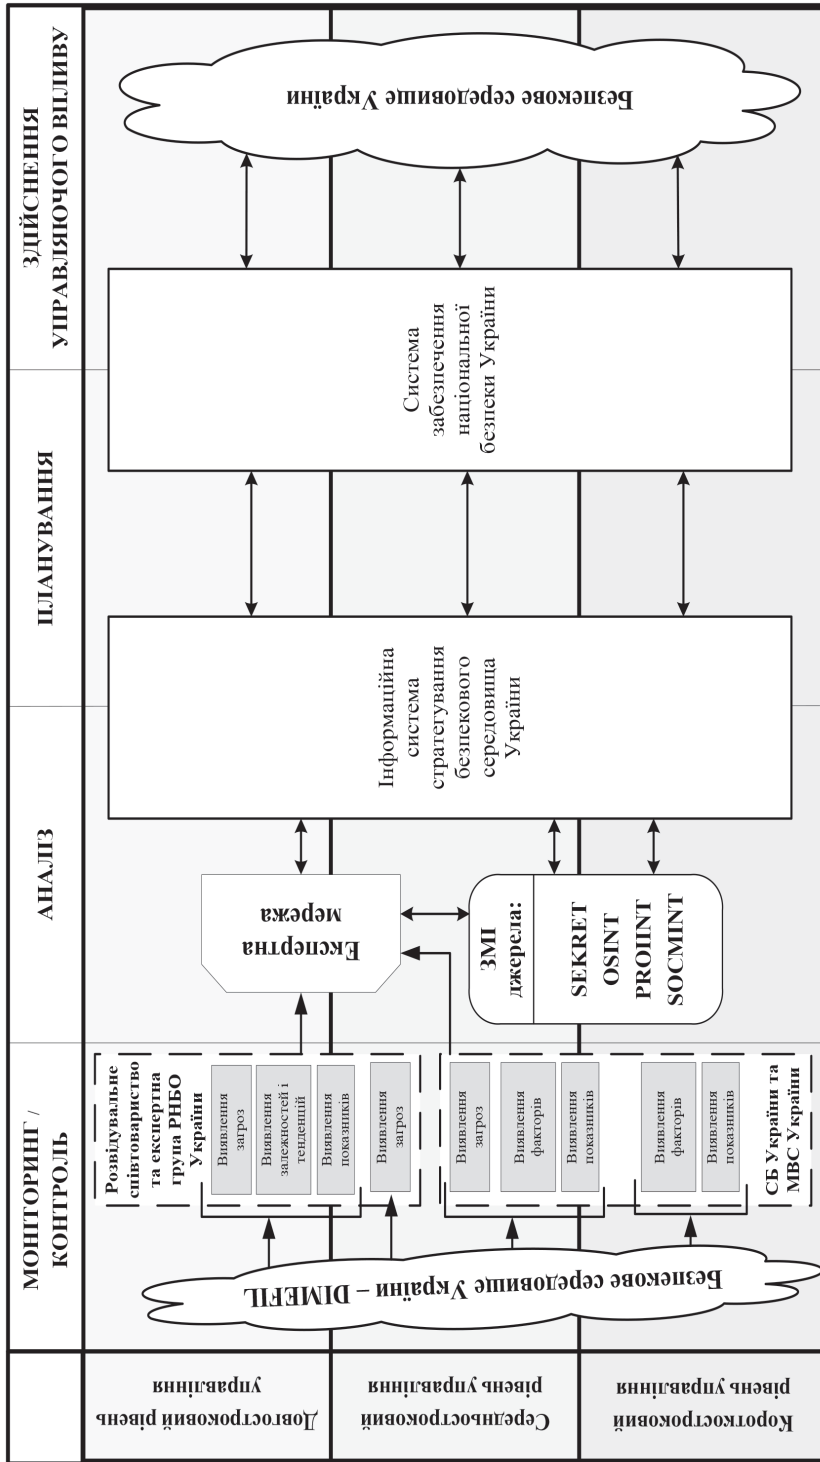 МОНІТОРИНГ /
КОНТРОЛЬ
АНАЛІЗ
ПЛАНУВАННЯ
ЗДІЙСНЕННЯ
УПРАВЛЯЮЧОГО ВПЛИВУ
Довгостроковий рівень
управління
Середньостроковий
рівень управління
Короткостроковий
рівень управління
Безпекове середовище України – DIMEFIL
Розвідувальне
співтовариство
та експертна
група РНБО
України
Виявлення
загроз
Виявлення
залежностей і
тенденцій
Виявлення
показників
Виявлення
загроз
Виявлення
загроз
Виявлення
факторів
Виявлення
показників
Виявлення
факторів
Виявлення
показників
СБ України та
МВС України
Експертна
мережа
ЗМІ
джерела:
SEKRET
OSINT
PROIINT
SOCMINT
Інформаційна
система
стратегування
безпекового
середовища
України
Система
забезпечення
національної
безпеки України
Безпекове середовище України